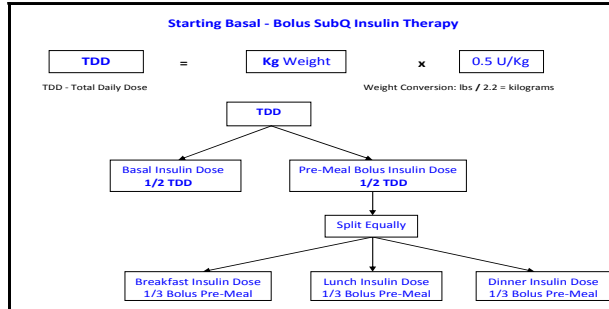 Starting Basal - Bolus SubQ Insulin Therapy
TDD = Kg Weight x 0.5 U/Kg
TDD - Total Daily Dose Weight Conversion: lbs / 2.2 = kilograms
TDD
Basal Insulin Dose Pre-Meal Bolus Insulin Dose
1/2 TDD 1/2 TDD
Split Equally
Breakfast Insulin Dose Lunch Insulin Dose Dinner Insulin Dose
1/3 Bolus Pre-Meal 1/3 Bolus Pre-Meal 1/3 Bolus Pre-Meal